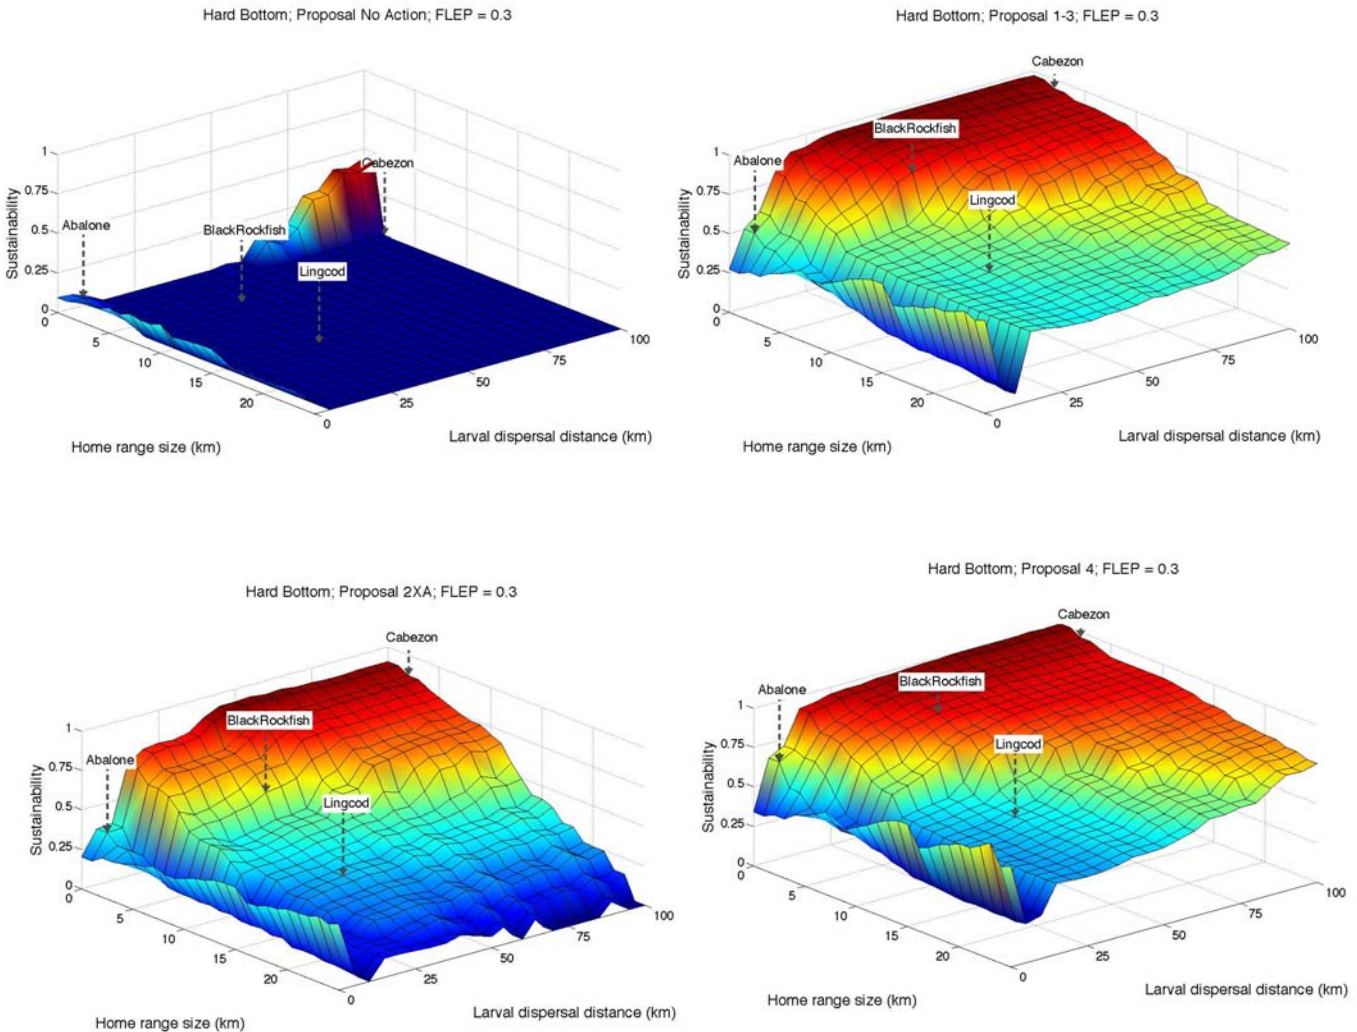 Hard Bottom; Proposal No Action; FLEP = 0.3
Sustainability
1
0.75
0.5
0.25
0
0
5
10
15
20
0
25
50
75
100
Abalone
BlackRockfish
Lingcod
Cabezon
Home range size (km)
Larval dispersal distance (km)
Hard Bottom; Proposal 1-3; FLEP = 0.3
Sustainability
1
0.75
0.5
0.25
0
0
5
10
15
20
0
25
50
75
100
Abalone
BlackRockfish
Lingcod
Cabezon
Home range size (km)
Larval dispersal distance (km)
Hard Bottom; Proposal 2XA; FLEP = 0.3
Sustainability
1
0.75
0.5
0.25
0
0
5
10
15
20
0
25
50
75
100
Abalone
BlackRockfish
Lingcod
Cabezon
Home range size (km)
Larval dispersal distance (km)
Hard Bottom; Proposal 4; FLEP = 0.3
Sustainability
1
0.75
0.5
0.25
0
0
5
10
15
20
0
25
50
75
100
Abalone
BlackRockfish
Lingcod
Cabezon
Home range size (km)
Larval dispersal distance (km)